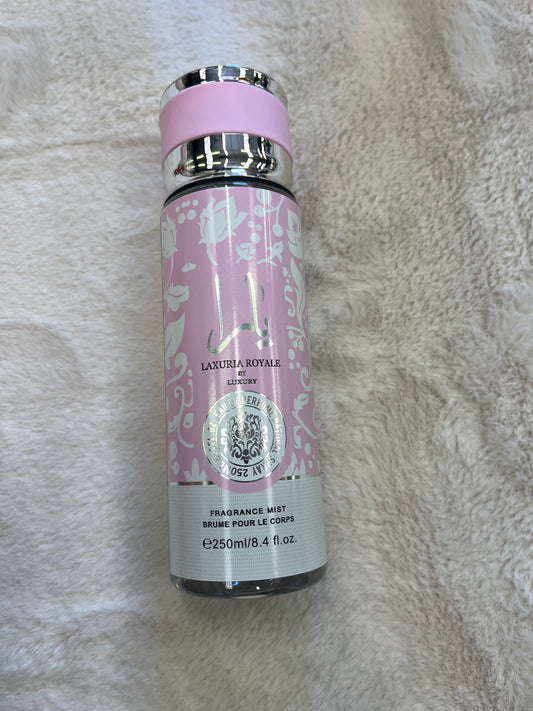 يارا
LAXURIA ROYALE
BY
LUXURY
FRAGRANCE MIST
BRUME POUR LE CORPS
℮250ml/8.4 fl.oz.